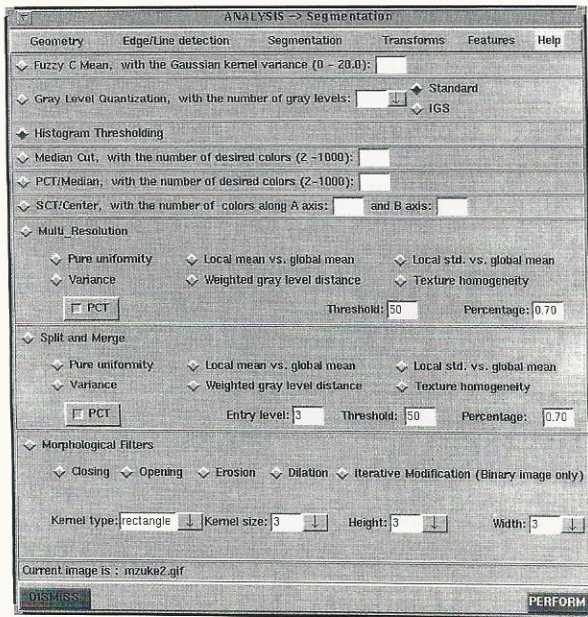 ANALYSIS -> Segmentation
Geometry Edge/Line detection Segmentation Transforms Features Help
Fuzzy C Mean, with the Gaussian kernel variance (0 - 20.0):
Gray Level Quantization, with the number of gray levels: Standard
IGS
Histogram Thresholding
Median Cut, with the number of desired colors (2 -1000):
PCT/Median, with the number of desired colors (2-1000):
SCT/Center, with the number of colors along A axis: and B axis:
Multi_Resolution
Pure uniformity Local mean vs. global mean Local std. vs. global mean
Variance Weighted gray level distance Texture homogeneity
PCT Threshold: 50 Percentage: 0.70
Split and Merge
Pure uniformity Local mean vs. global mean Local std. vs. global mean
Variance Weighted gray level distance Texture homogeneity
PCT Entry level: 3 Threshold: 50 Percentage: 0.70
Morphological Filters
Closing Opening Erosion Dilation Iterative Modification (Binary image only)
Kernel type: rectangle Kernel size: 3 Height: 3 Width: 3
Current image is : mzuke2.gif
DISMISS PERFORM